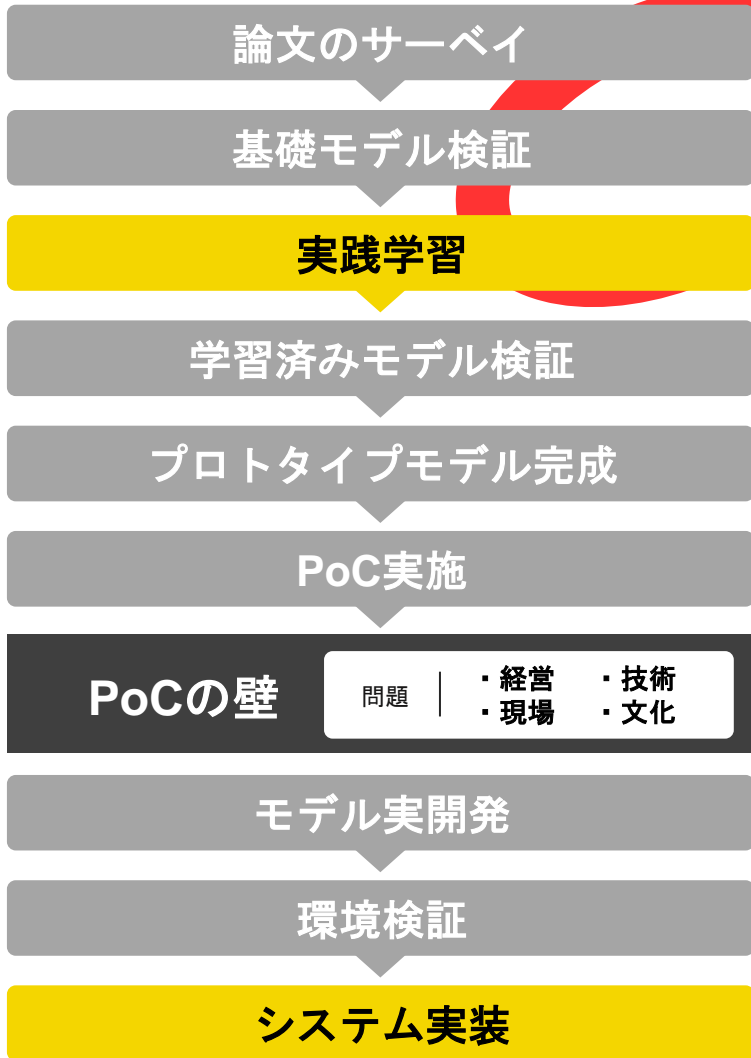 論文のサーベイ
基礎モデル検証
実践学習
学習済みモデル検証
プロトタイプモデル完成
PoC実施
PoCの壁
問題
・経営 ・技術
・現場 ・文化
モデル実開発
環境検証
システム実装